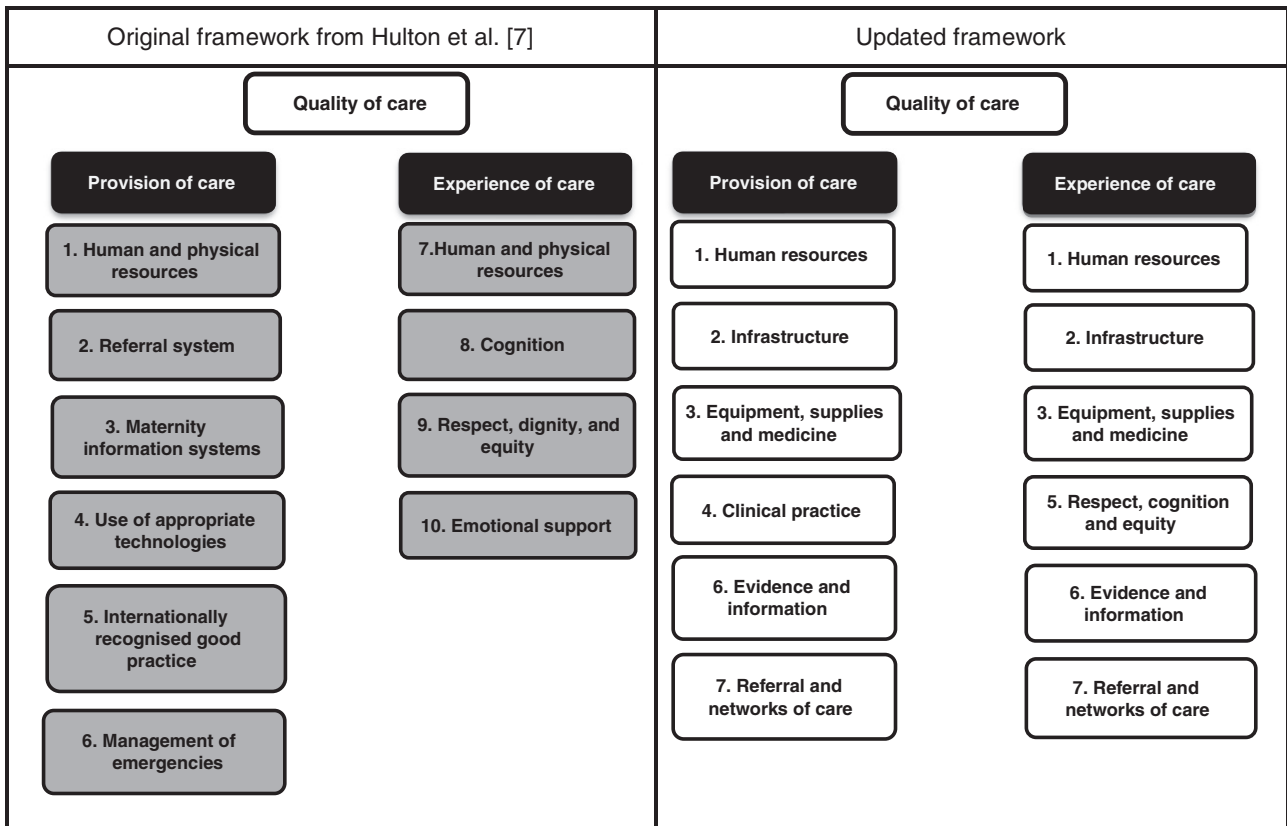 Original framework from Hulton et al. [7]
Quality of care
Provision of care
1. Human and physical
resources
2. Referral system
3. Maternity
information systems
4. Use of appropriate
technologies
5. Internationally
recognised good
practice
6. Management of
emergencies
Experience of care
7.Human and physical
resources
8. Cognition
9. Respect, dignity, and
equity
10. Emotional support
Updated framework
Quality of care
Provision of care
1. Human resources
2. Infrastructure
3. Equipment, supplies
and medicine
4. Clinical practice
6. Evidence and
information
7. Referral and
networks of care
Experience of care
1. Human resources
2. Infrastructure
3. Equipment, supplies
and medicine
5. Respect, cognition
and equity
6. Evidence and
information
7. Referral and
networks of care